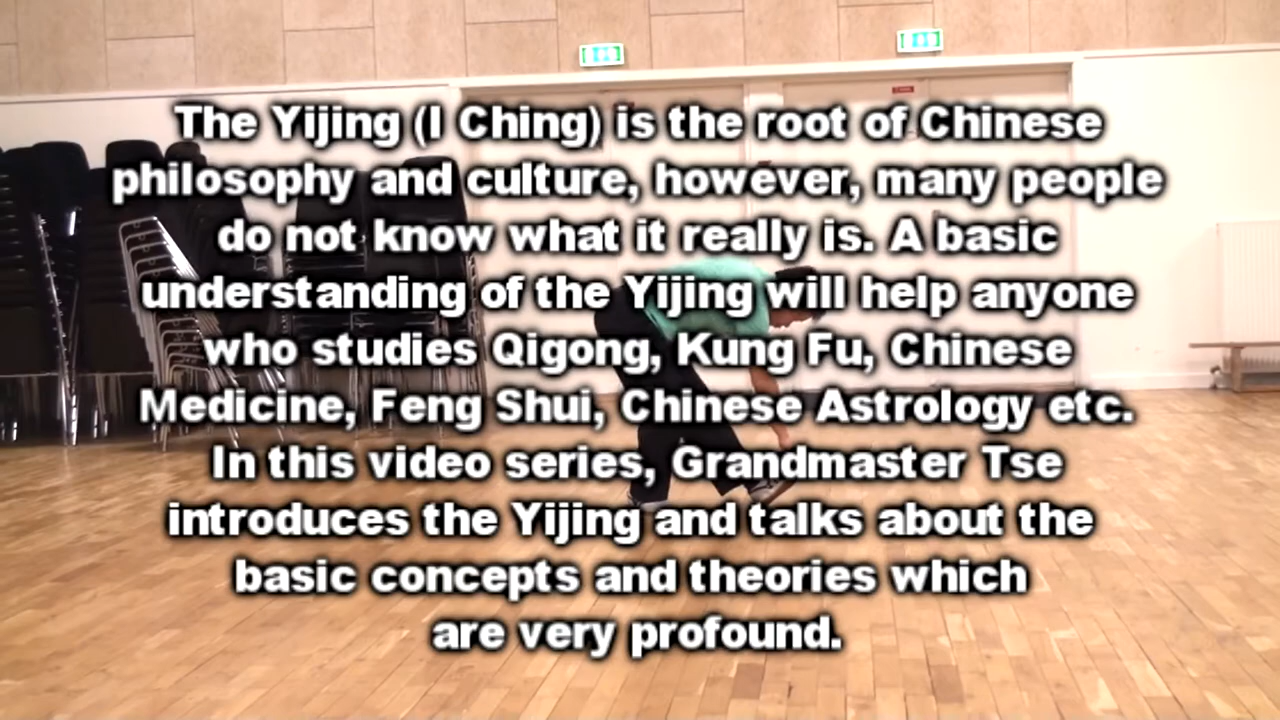 The Yijing (I Ching) is the root of Chinese
philosophy and culture, however, many people
do not know what it really is. A basic
understanding of the Yijing will help anyone
who studies Qigong, Kung Fu, Chinese
Medicine, Feng Shui, Chinese Astrology etc.
In this video series, Grandmaster Tse
introduces the Yijing and talks about the
basic concepts and theories which
are very profound.